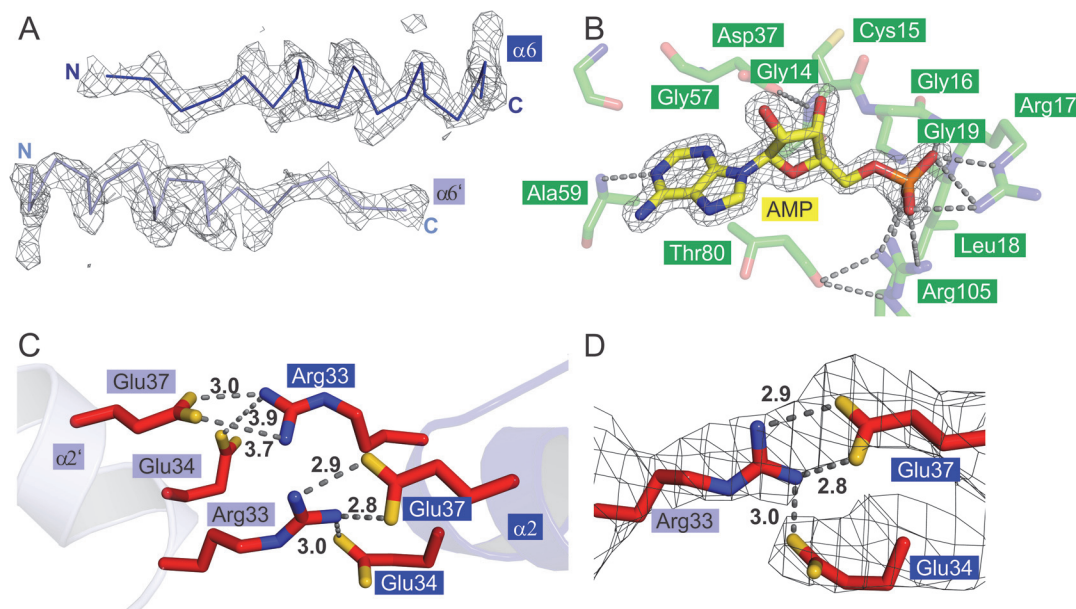 A
N
α6
C
N
α6'
C
B
Asp37
Cys15
Gly14
Gly57
Gly16
Arg17
Gly19
Ala59
AMP
Thr80
Leu18
Arg105
C
Glu37
3.0
Arg33
3.9
α2'
3.7
Glu34
2.9
Arg33
2.8
Glu37
α2
3.0
Glu34
D
2.9
Glu37
2.8
Arg33
3.0
Glu34